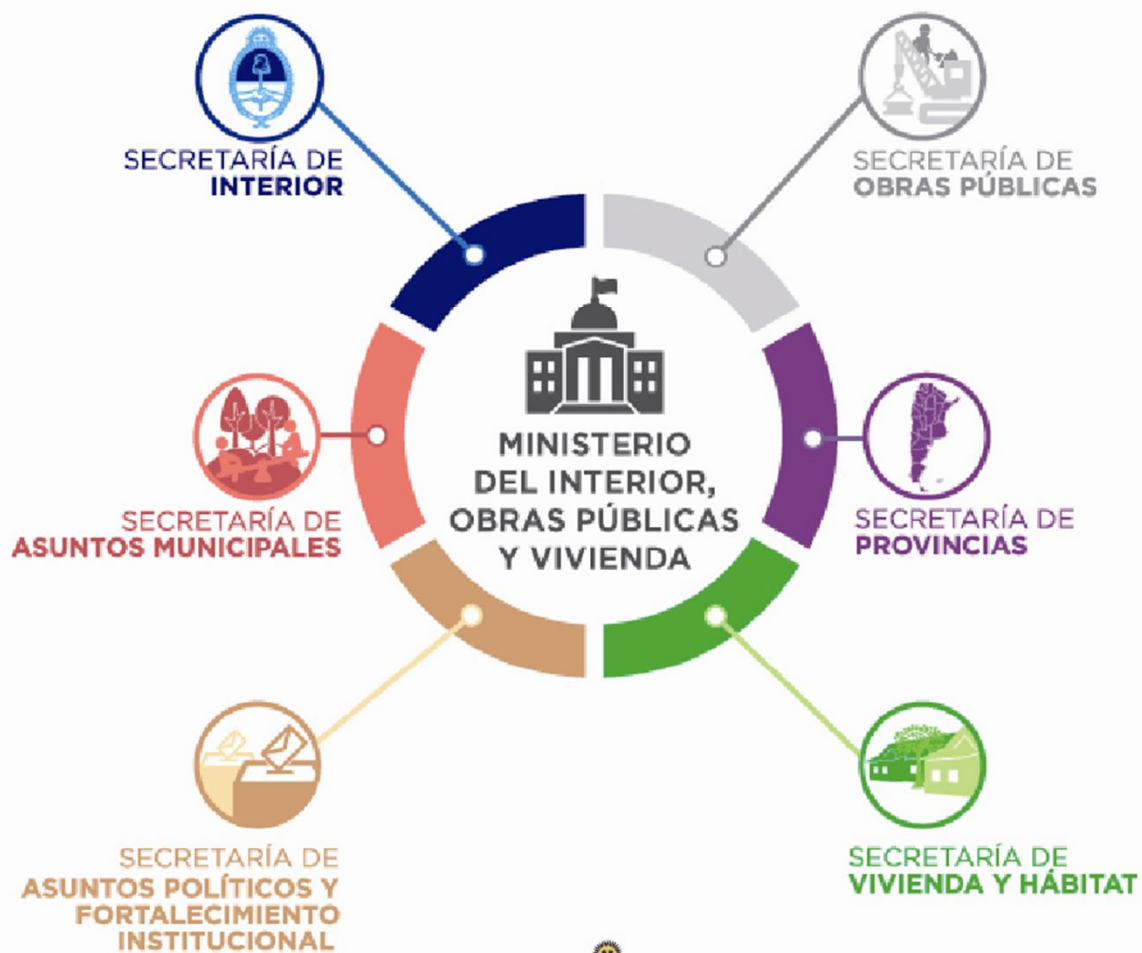 SECRETARÍA DE
INTERIOR
SECRETARÍA DE
OBRAS PÚBLICAS
MINISTERIO
DEL INTERIOR,
OBRAS PÚBLICAS
Y VIVIENDA
SECRETARÍA DE
ASUNTOS MUNICIPALES
SECRETARÍA DE
PROVINCIAS
SECRETARÍA DE
ASUNTOS POLÍTICOS Y
FORTALECIMIENTO
INSTITUCIONAL
SECRETARÍA DE
VIVIENDA Y HÁBITAT